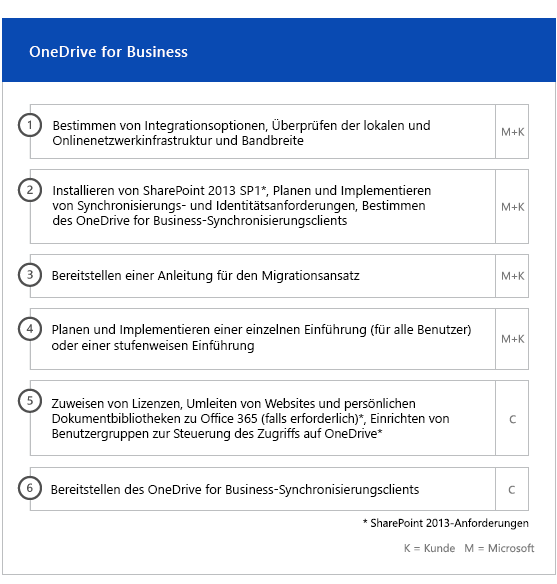 OneDrive for Business
1
Bestimmen von Integrationsoptionen, Überprüfen der lokalen und
Onlinenetzwerkinfrastruktur und Bandbreite
M+K
2
Installieren von SharePoint 2013 SP1*, Planen und Implementieren
von Synchronisierungs- und Identitätsanforderungen, Bestimmen
des OneDrive for Business-Synchronisierungsclients
M+K
3
Bereitstellen einer Anleitung für den Migrationsansatz
M+K
4
Planen und Implementieren einer einzelnen Einführung (für alle Benutzer)
oder einer stufenweisen Einführung
M+K
5
Zuweisen von Lizenzen, Umleiten von Websites und persönlichen
Dokumentbibliotheken zu Office 365 (falls erforderlich)*, Einrichten von
Benutzergruppen zur Steuerung des Zugriffs auf OneDrive*
C
6
Bereitstellen des OneDrive for Business-Synchronisierungsclients
C
* SharePoint 2013-Anforderungen
K = Kunde M = Microsoft